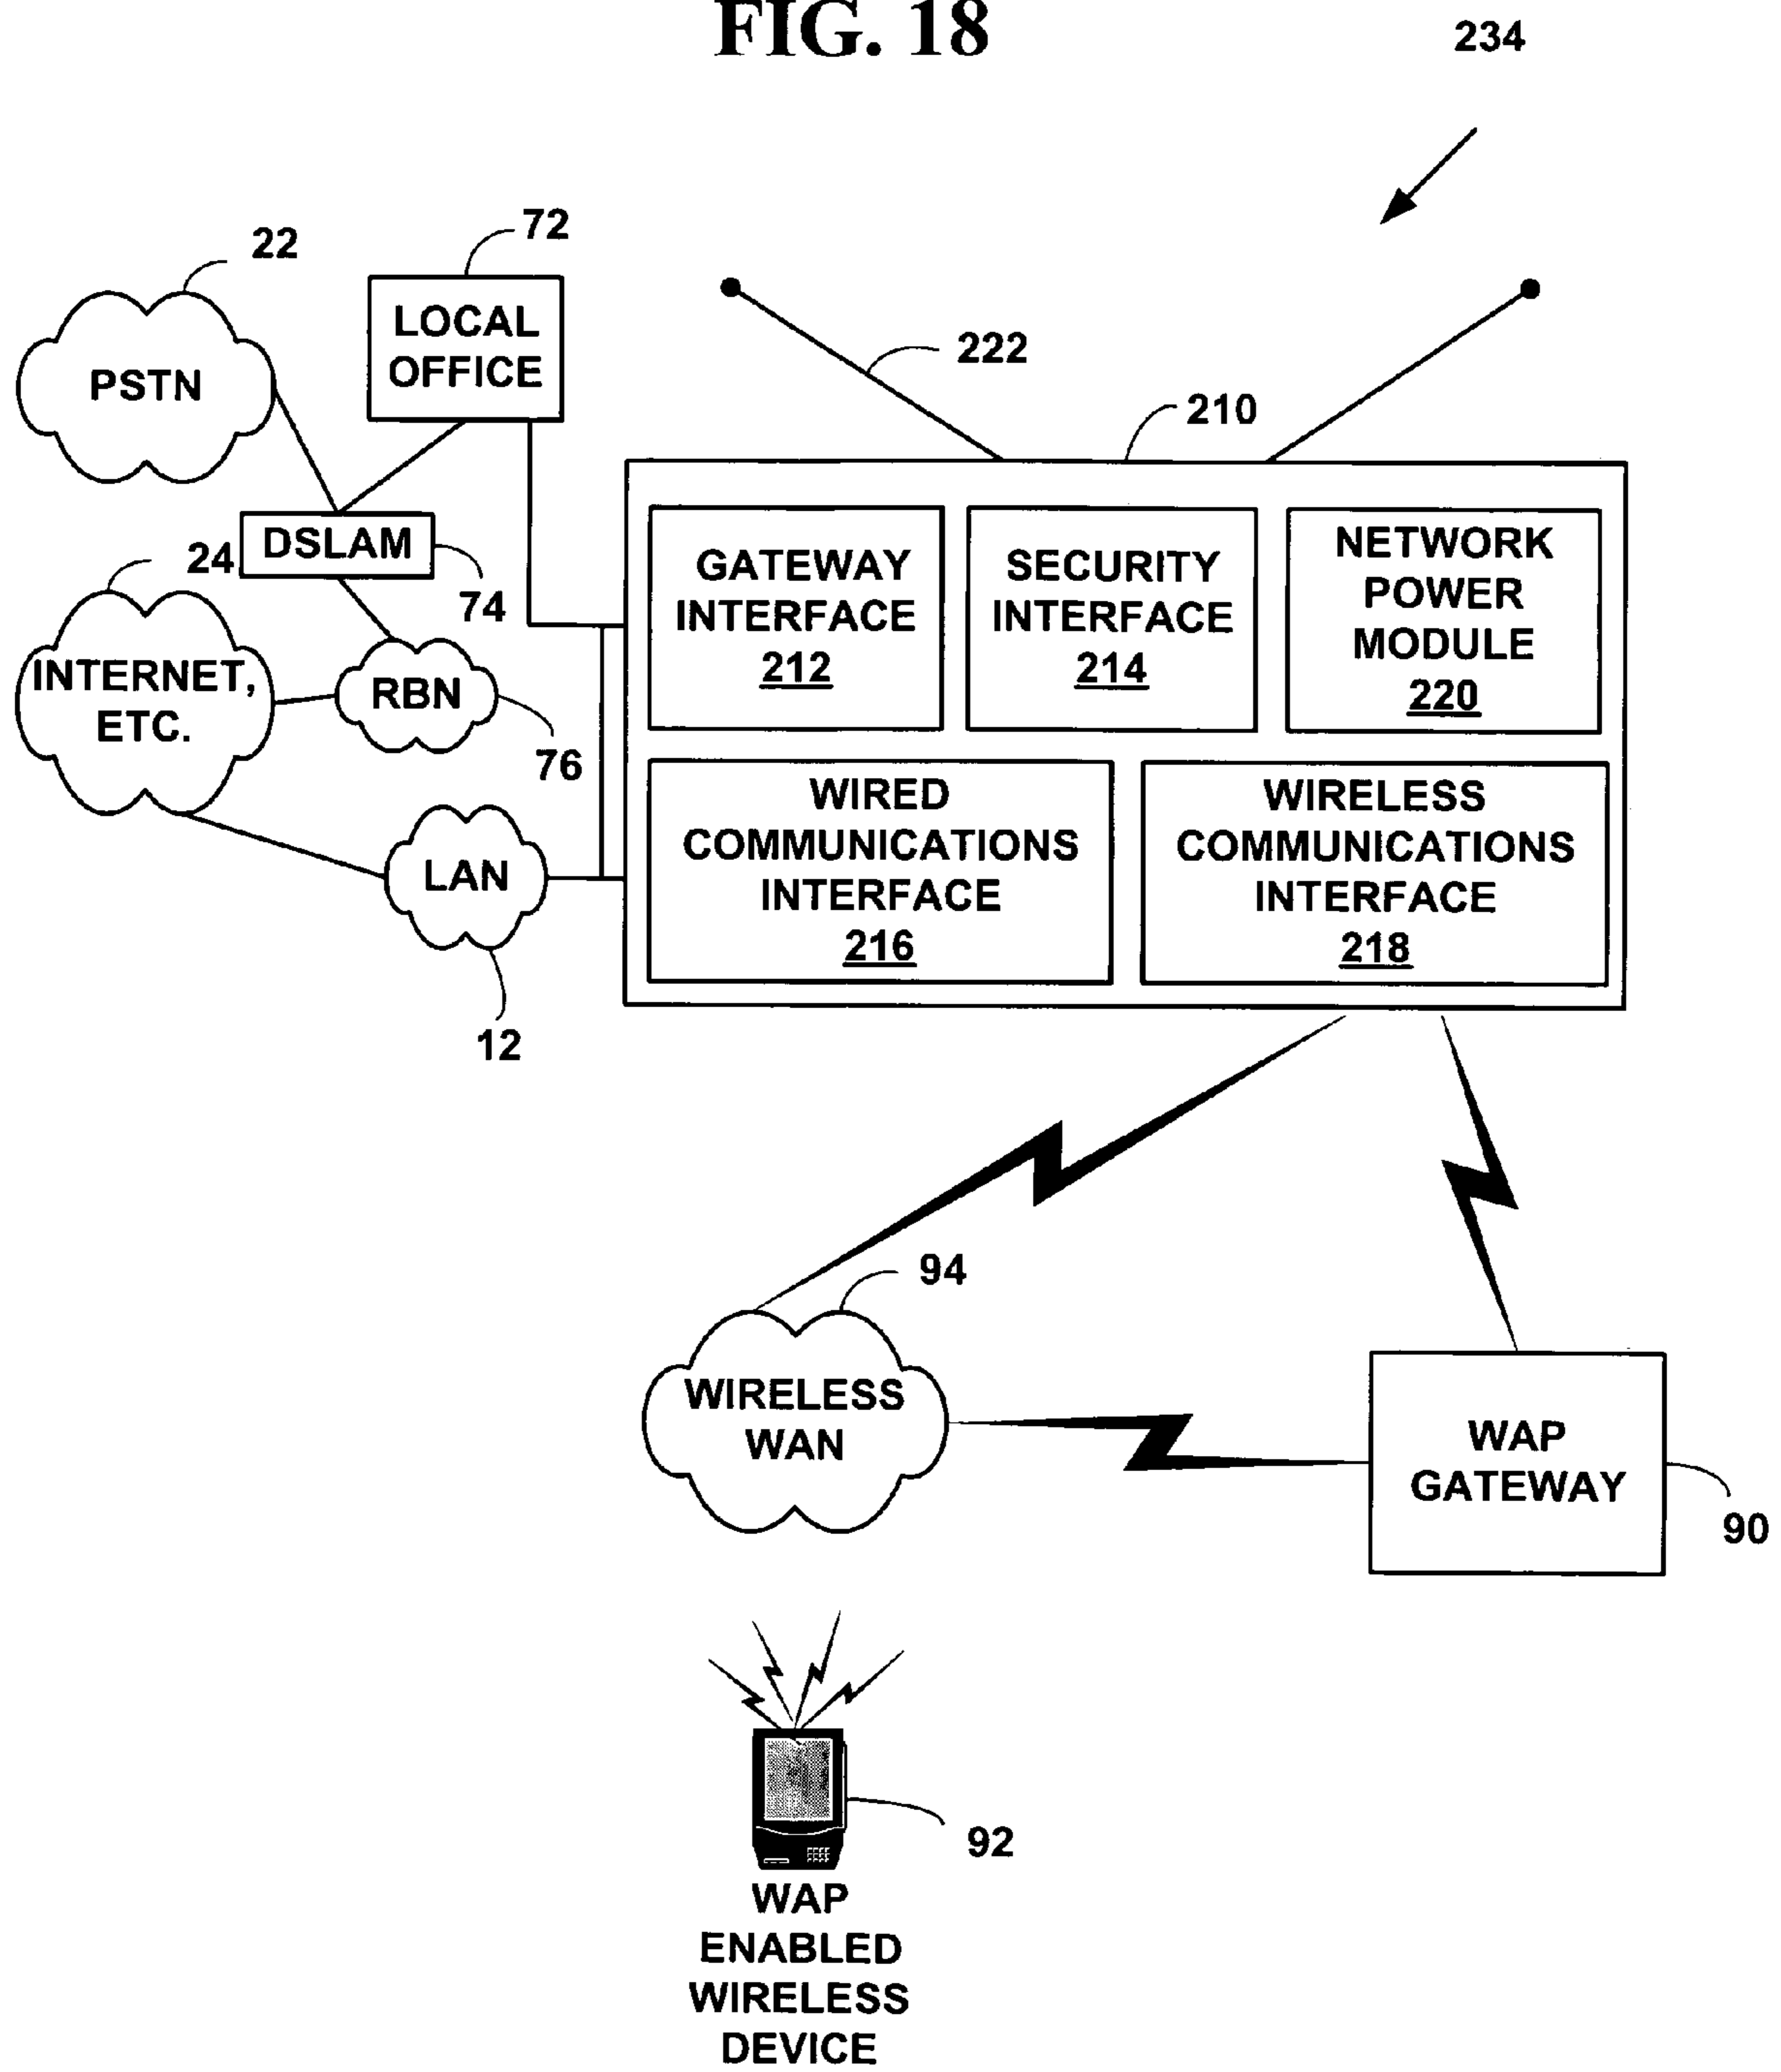 FIG. 18
234
72
22
LOCAL
OFFICE
222
PSTN
210
DSLAM
24
74
GATEWAY
INTERFACE
212
SECURITY
INTERFACE
214
NETWORK
POWER
MODULE
220
INTERNET,
ETC.
RBN
76
WIRED
COMMUNICATIONS
INTERFACE
216
WIRELESS
COMMUNICATIONS
INTERFACE
218
LAN
12
94
WIRELESS
WAN
WAP
GATEWAY
90
92
WAP
ENABLED
WIRELESS
DEVICE